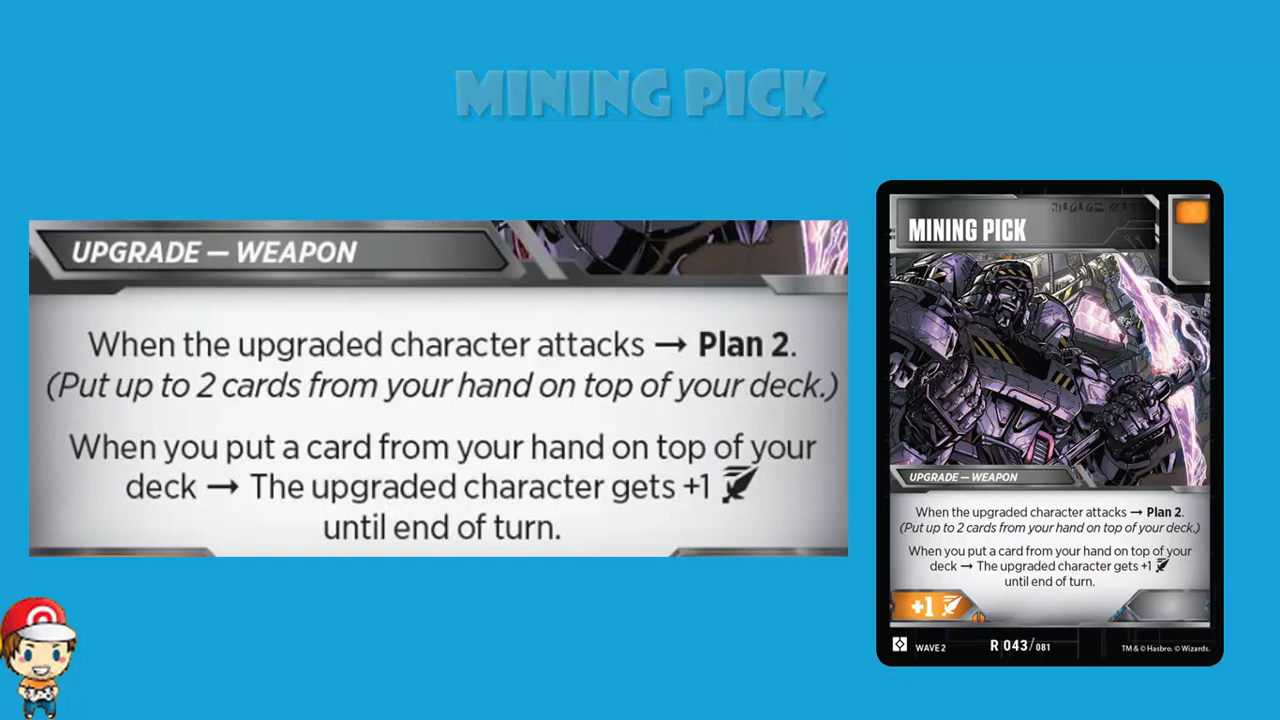 MINING PICK
UPGRADE — WEAPON
When the upgraded character attacks → Plan 2.
(Put up to 2 cards from your hand on top of your deck.)
When you put a card from your hand on top of your
deck → The upgraded character gets +1
until end of turn.
MINING PICK
UPGRADE — WEAPON
When the upgraded character attacks → Plan 2.
(Put up to 2 cards from your hand on top of your deck.)
When you put a card from your hand on top of your
deck → The upgraded character gets +1
until end of turn.
+1
WAVE 2
R 043/081
TM & © Hasbro. © Wizards.